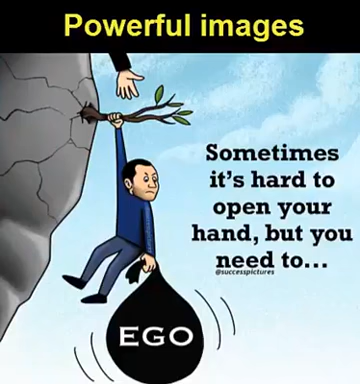 Powerful images
Sometimes
it's hard to
open your
hand, but you
need to...
@successpictures
EGO